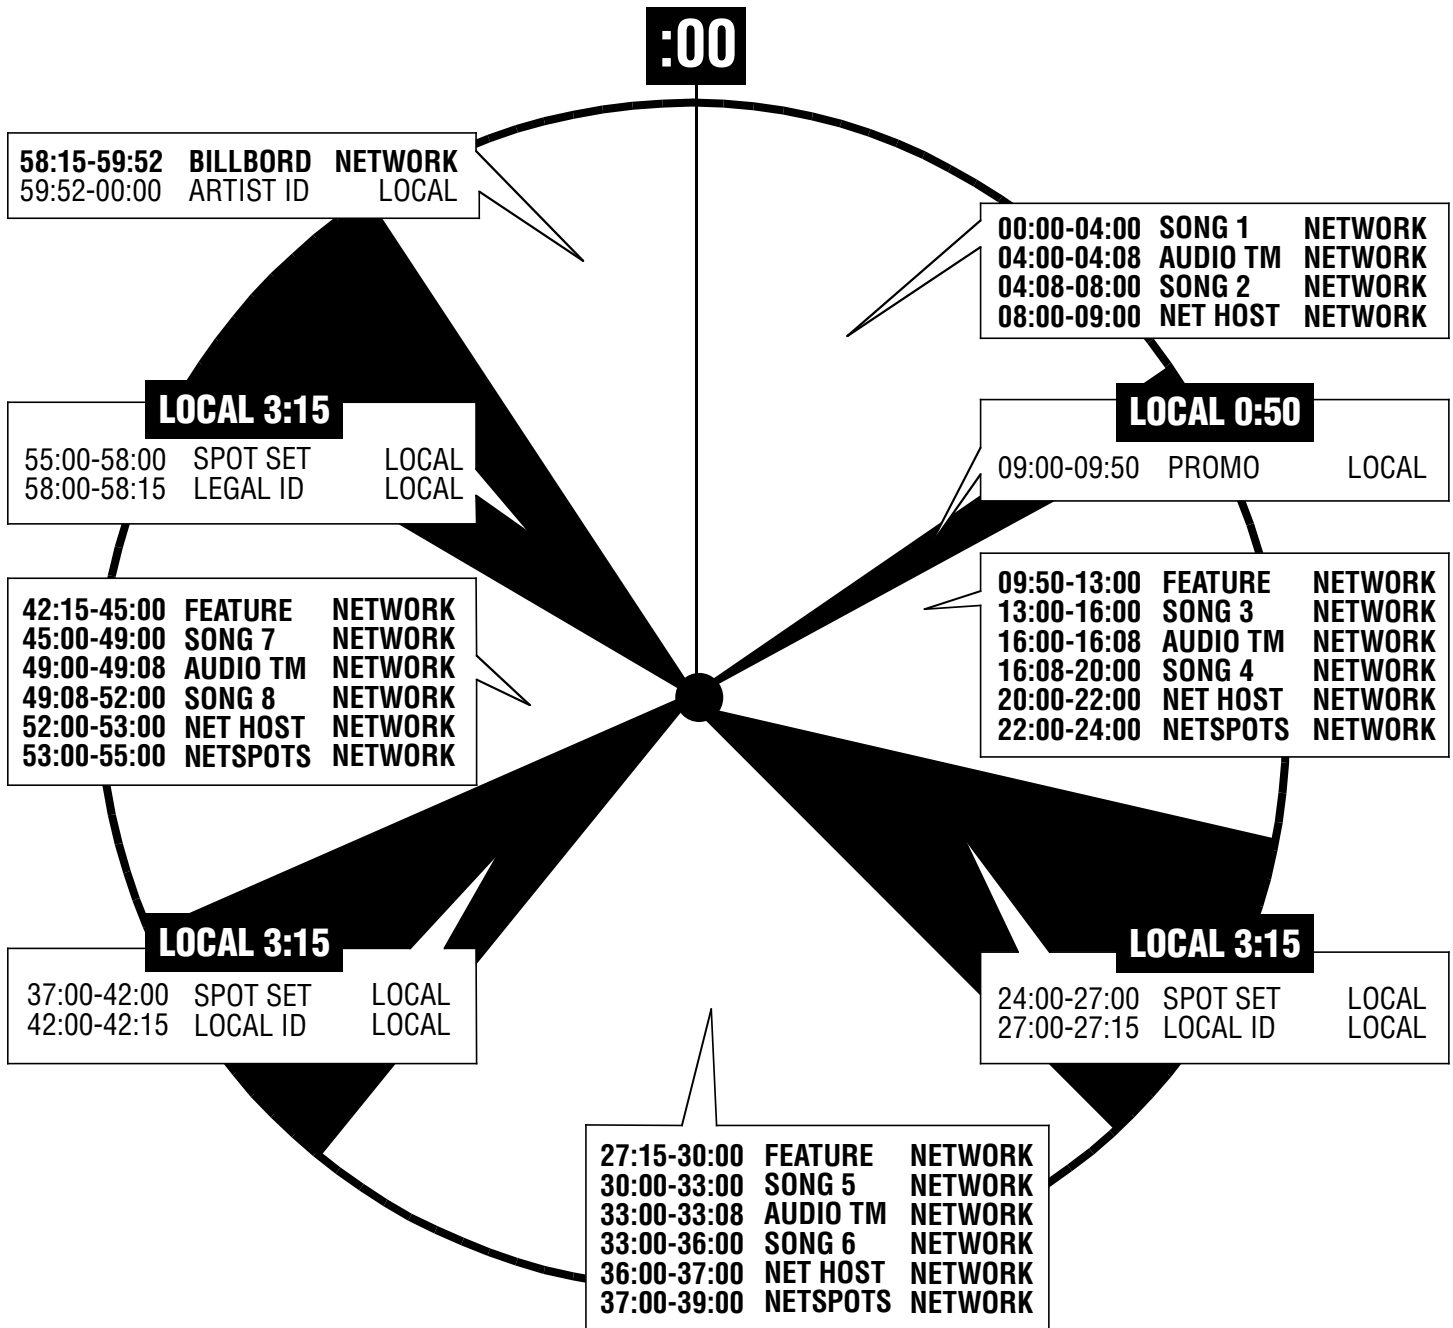 :00
00:00-04:00 SONG 1 NETWORK
04:00-04:08 AUDIO TM NETWORK
04:08-08:00 SONG 2 NETWORK
08:00-09:00 NET HOST NETWORK
LOCAL 0:50
09:00-09:50 PROMO LOCAL
09:50-13:00 FEATURE NETWORK
13:00-16:00 SONG 3 NETWORK
16:00-16:08 AUDIO TM NETWORK
16:08-20:00 SONG 4 NETWORK
20:00-22:00 NET HOST NETWORK
22:00-24:00 NETSPOTS NETWORK
LOCAL 3:15
24:00-27:00 SPOT SET LOCAL
27:00-27:15 LOCAL ID LOCAL
27:15-30:00 FEATURE NETWORK
30:00-33:00 SONG 5 NETWORK
33:00-33:08 AUDIO TM NETWORK
33:00-36:00 SONG 6 NETWORK
36:00-37:00 NET HOST NETWORK
37:00-39:00 NETSPOTS NETWORK
LOCAL 3:15
37:00-42:00 SPOT SET LOCAL
42:00-42:15 LOCAL ID LOCAL
42:15-45:00 FEATURE NETWORK
45:00-49:00 SONG 7 NETWORK
49:00-49:08 AUDIO TM NETWORK
49:08-52:00 SONG 8 NETWORK
52:00-53:00 NET HOST NETWORK
53:00-55:00 NETSPOTS NETWORK
LOCAL 3:15
55:00-58:00 SPOT SET LOCAL
58:00-58:15 LEGAL ID LOCAL
58:15-59:52 BILLBORD NETWORK
59:52-00:00 ARTIST ID LOCAL